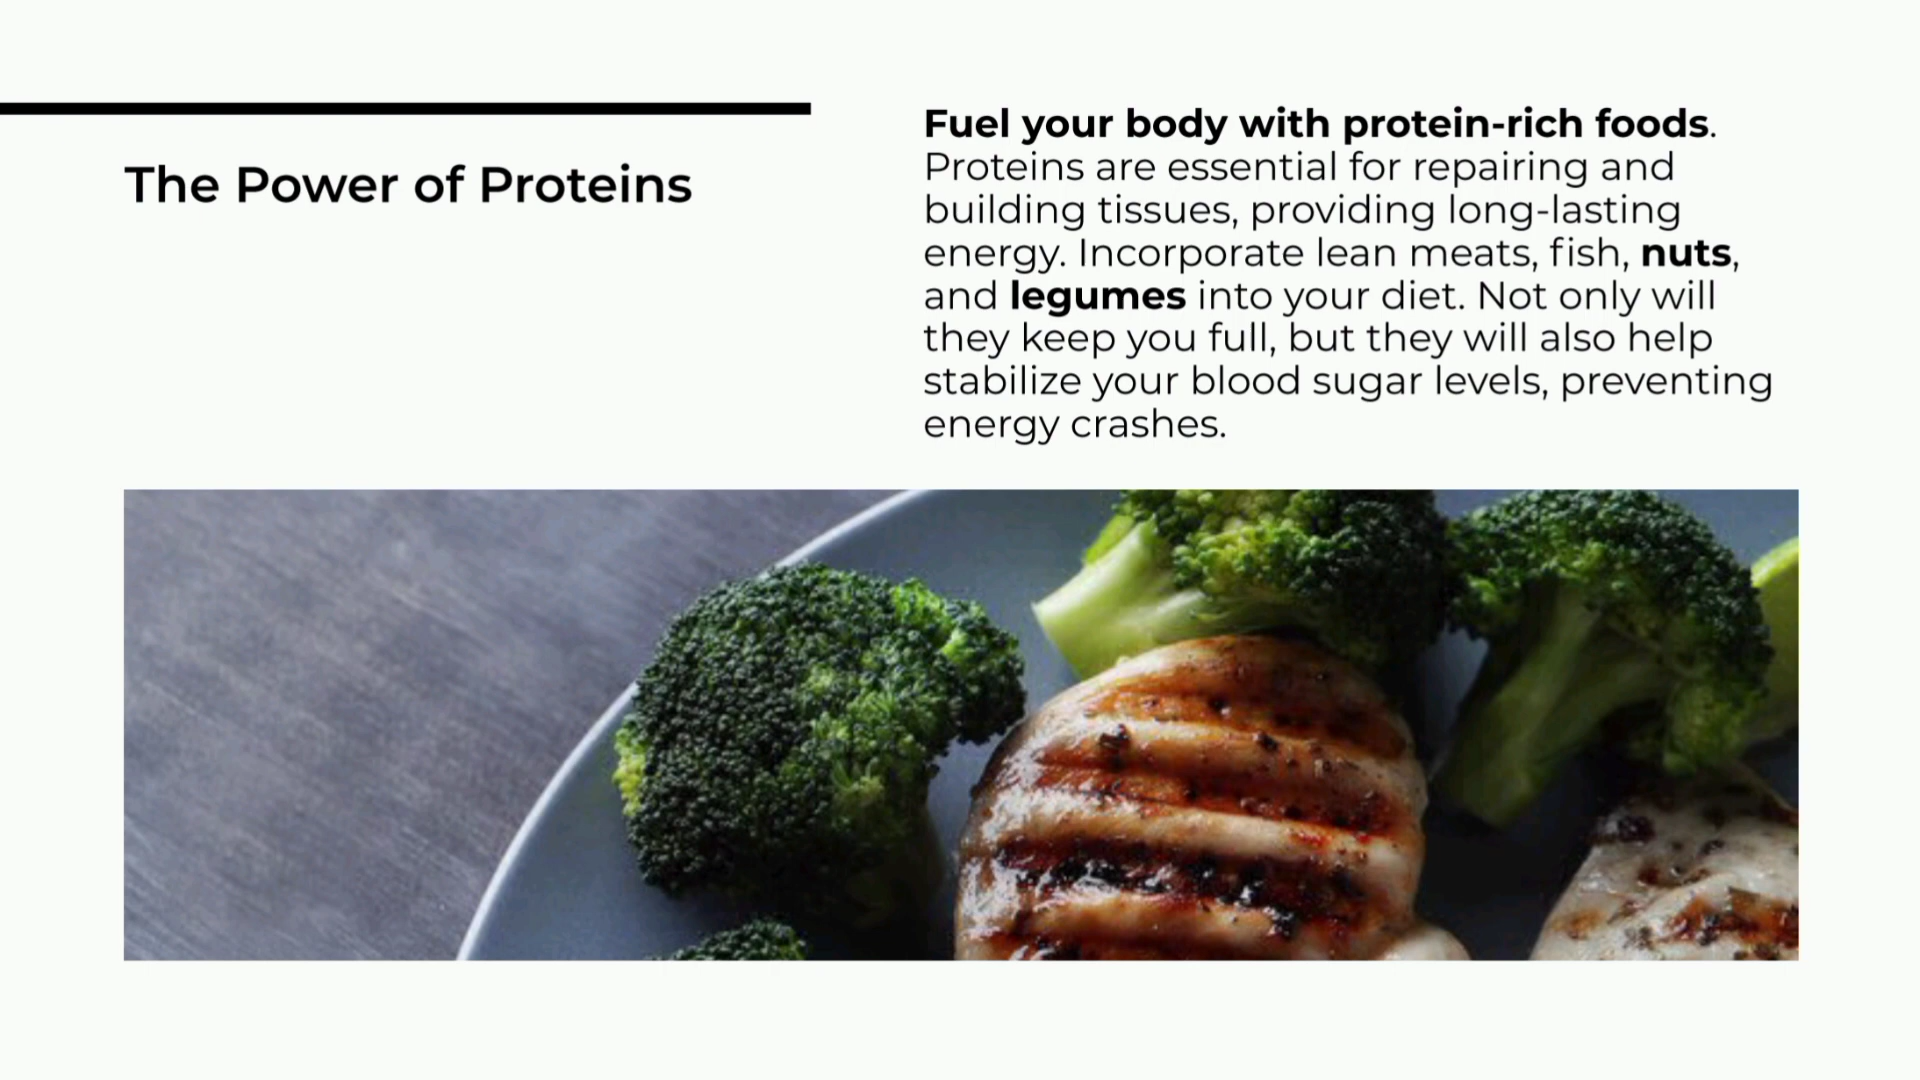 The Power of Proteins
Fuel your body with protein-rich foods.
Proteins are essential for repairing and
building tissues, providing long-lasting
energy. Incorporate lean meats, fish, nuts,
and legumes into your diet. Not only will
they keep you full, but they will also help
stabilize your blood sugar levels, preventing
energy crashes.